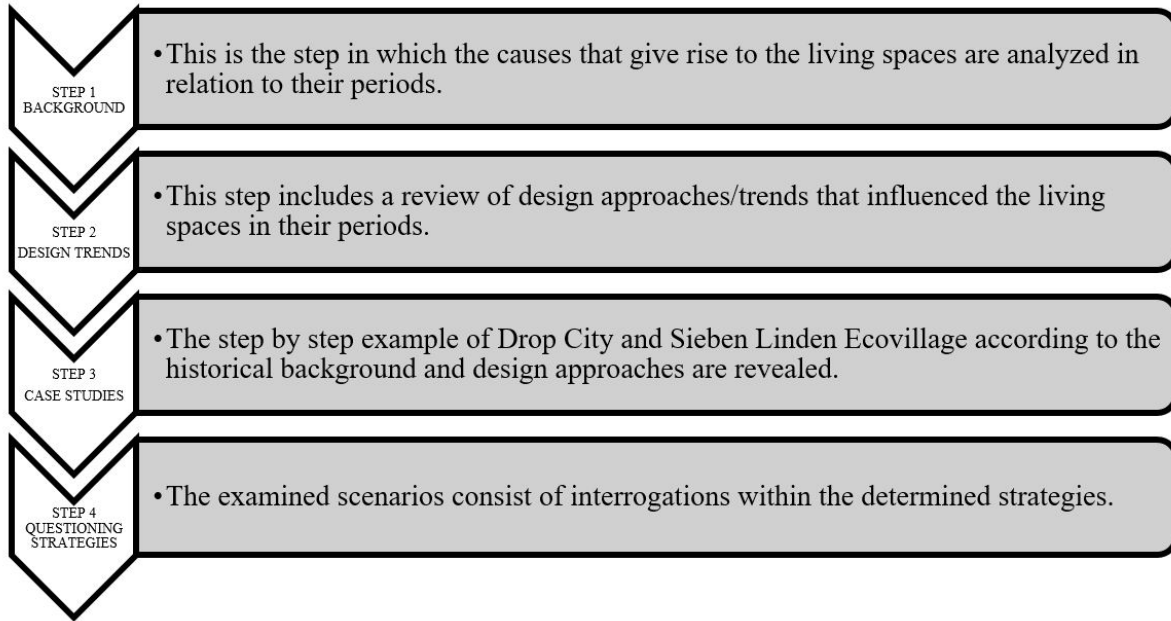 STEP 1
BACKGROUND
•This is the step in which the causes that give rise to the living spaces are analyzed in
relation to their periods.
STEP 2
DESIGN TRENDS
•This step includes a review of design approaches/trends that influenced the living
spaces in their periods.
STEP 3
CASE STUDIES
•The step by step example of Drop City and Sieben Linden Ecovillage according to the
historical background and design approaches are revealed.
STEP 4
QUESTIONING
STRATEGIES
•The examined scenarios consist of interrogations within the determined strategies.